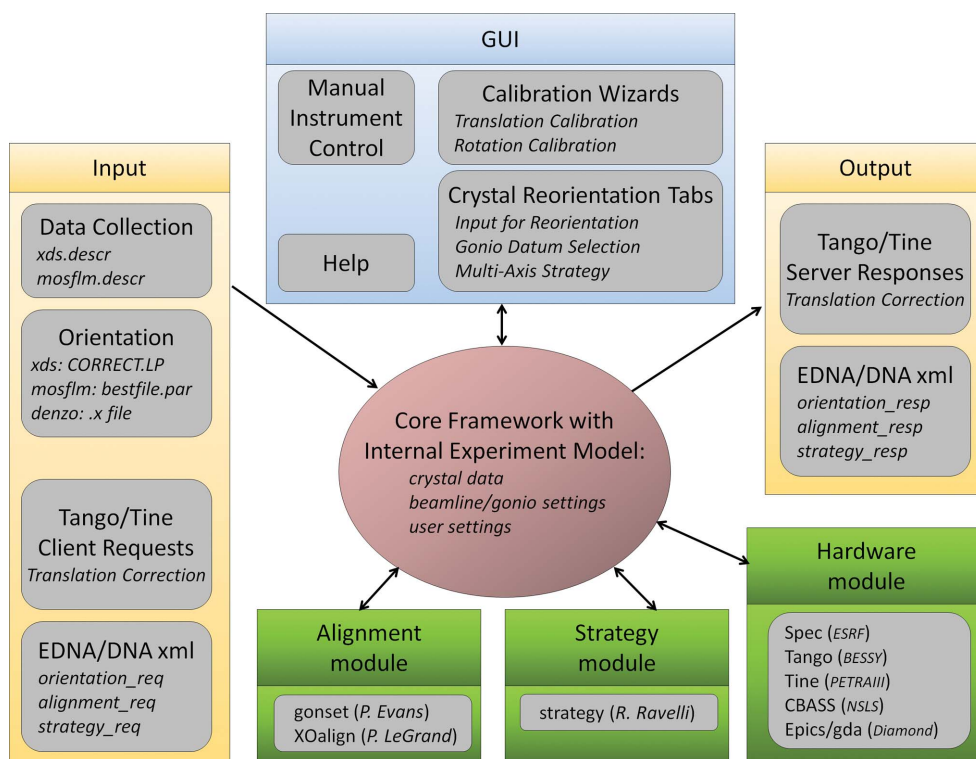 GUI
Manual
Instrument
Control
Calibration Wizards
Translation Calibration
Rotation Calibration
Crystal Reorientation Tabs
Input for Reorientation
Gonio Datum Selection
Multi-Axis Strategy
Help
Input
Data Collection
xds.descr
mosflm.descr
Orientation
xds: CORRECT.LP
mosflm: bestfile.par
denzo: .x file
Tango/Tine
Client Requests
Translation Correction
EDNA/DNA xml
orientation_req
alignment_req
strategy_req
Core Framework with
Internal Experiment Model:
crystal data
beamline/gonio settings
user settings
Output
Tango/Tine
Server Responses
Translation Correction
EDNA/DNA xml
orientation_resp
alignment_resp
strategy_resp
Alignment
module
gonset (P. Evans)
XOalign (P. LeGrand)
Strategy
module
strategy (R. Ravelli)
Hardware
module
Spec (ESRF)
Tango (BESSY)
Tine (PETRAIII)
CBASS (NSLS)
Epics/gda (Diamond)